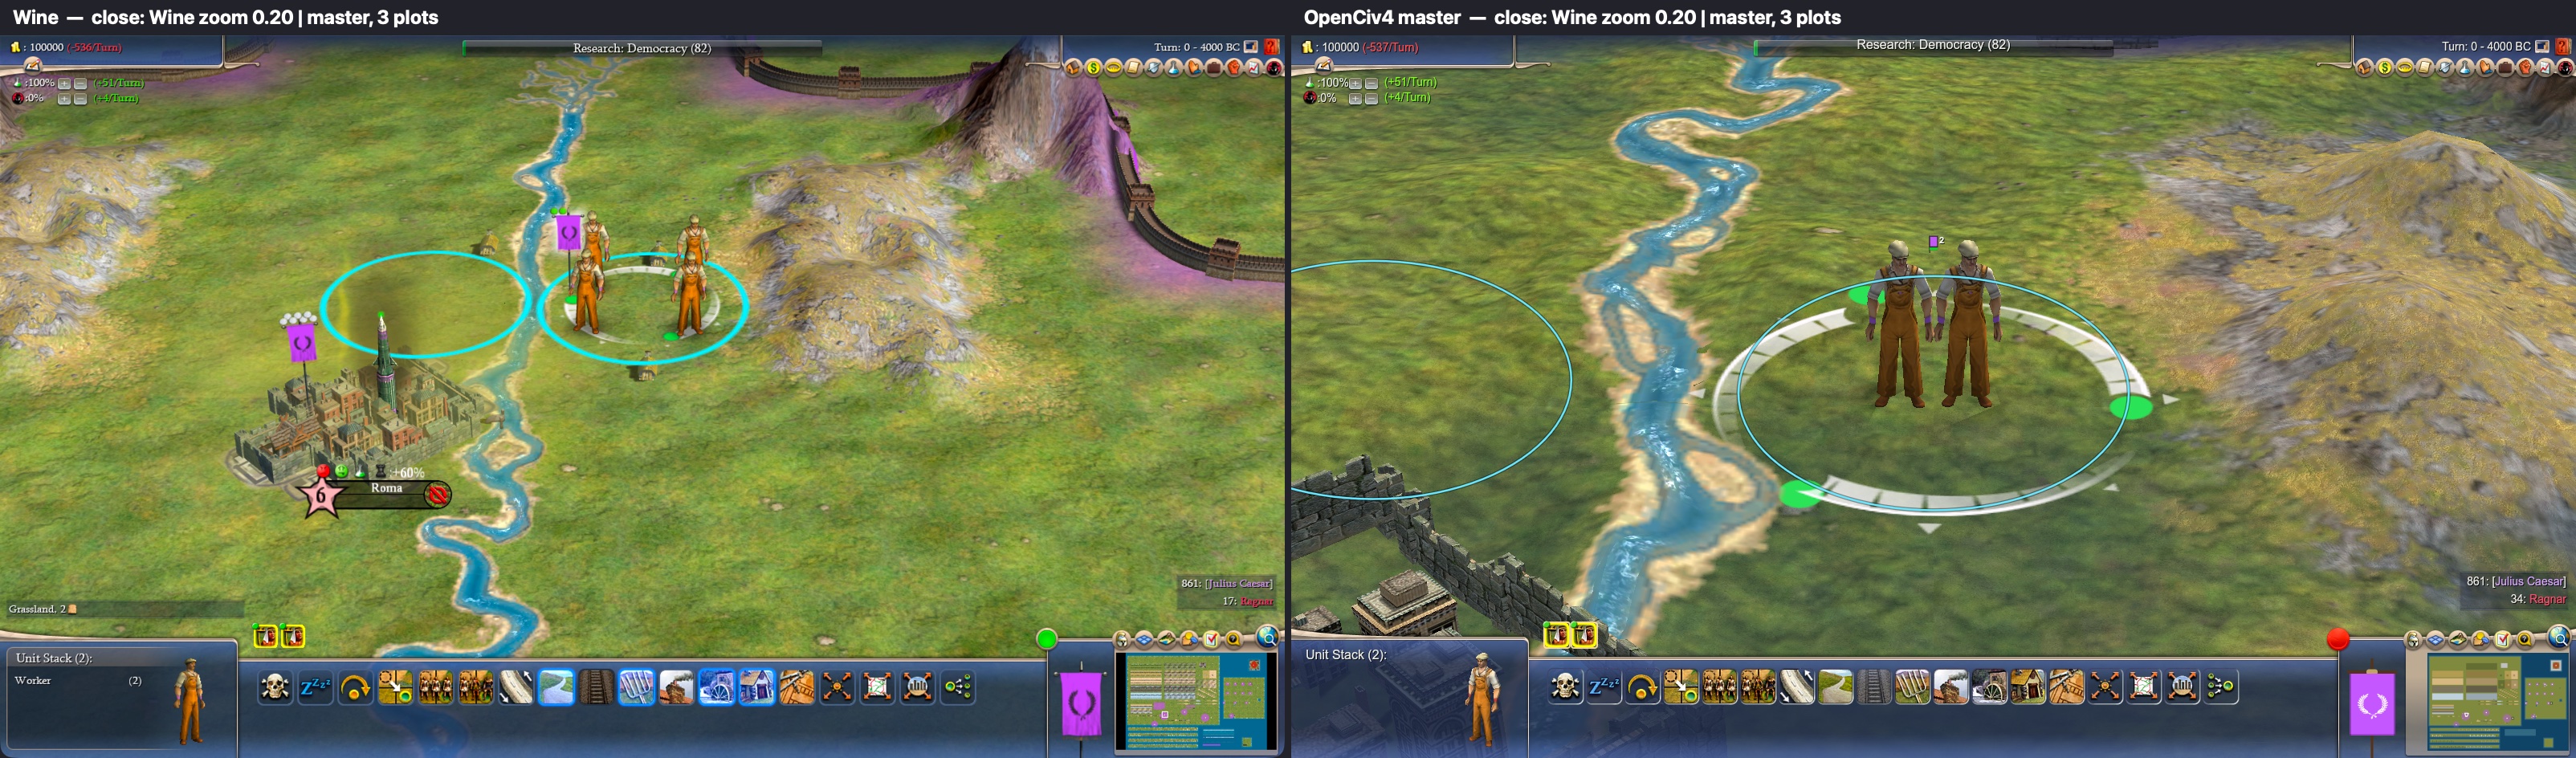 Wine — close: Wine zoom 0.20 | master, 3 plots
: 100000 (-536/Turn)
Research: Democracy (82)
Turn: 0 - 4000 BC
:100% (+51/Turn)
:0% (+4/Turn)
+60%
Roma
6
861: [Julius Caesar]
17: Ragnar
Grassland, 2
Unit Stack (2):
Worker (2)
ZZZZ
OpenCiv4 master — close: Wine zoom 0.20 | master, 3 plots
: 100000 (-537/Turn)
Research: Democracy (82)
Turn: 0 - 4000 BC
:100% (+51/Turn)
:0% (+4/Turn)
2
861: [Julius Caesar]
34: Ragnar
Unit Stack (2):
ZZZZ